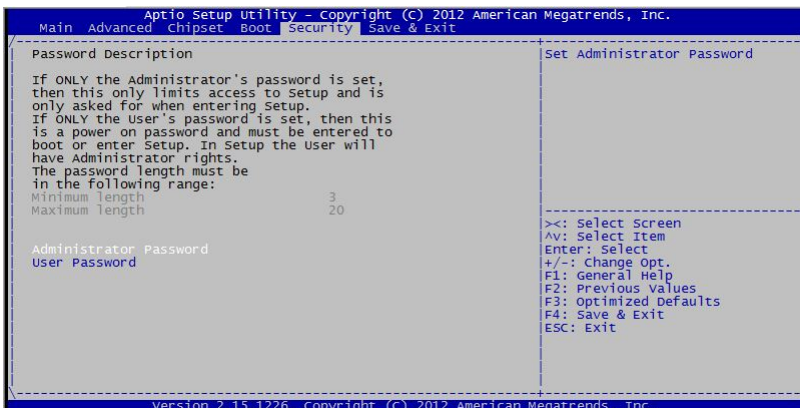 Aptio Setup Utility - Copyright (C) 2012 American Megatrends, Inc.
Main Advanced Chipset Boot Security Save & Exit
Password Description
If ONLY the Administrator's password is set,
then this only limits access to Setup and is
only asked for when entering Setup.
If ONLY the User's password is set, then this
is a power on password and must be entered to
boot or enter Setup. In Setup the User will
have Administrator rights.
The password length must be
in the following range:
Minimum length 3
Maximum length 20
Administrator Password
User Password
Set Administrator Password
><: Select Screen
^v: Select Item
Enter: Select
+/-: Change Opt.
F1: General Help
F2: Previous Values
F3: Optimized Defaults
F4: Save & Exit
ESC: Exit
Version 2.15.1226. Copyright (C) 2012 American Megatrends, Inc.